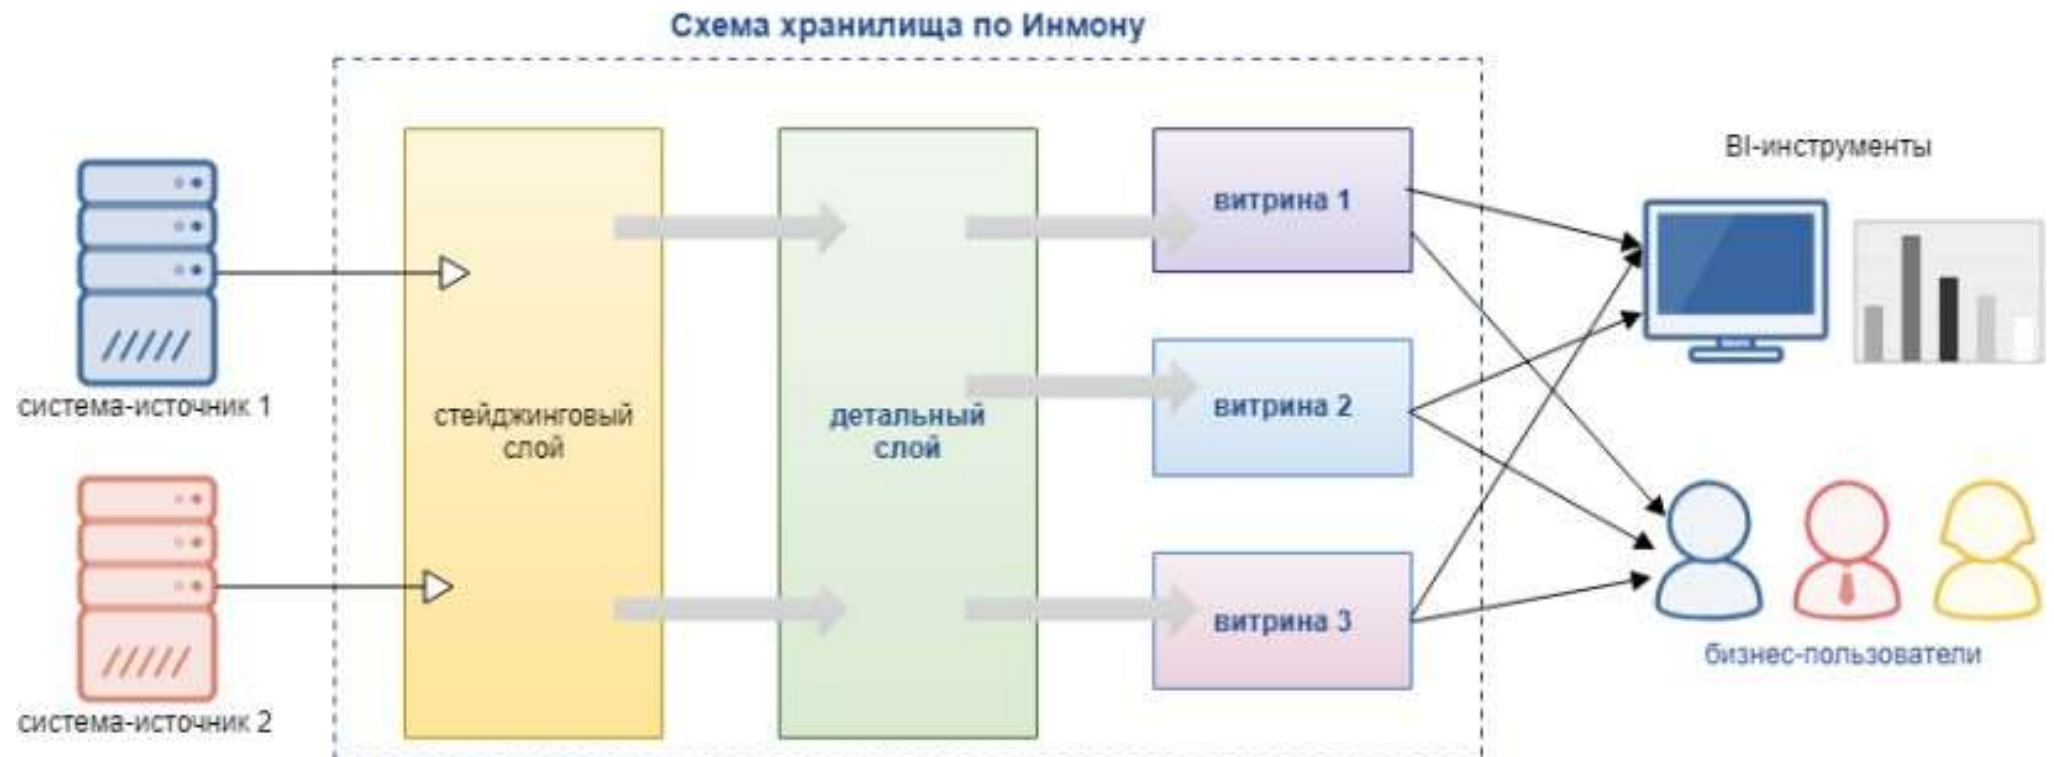 Схема хранилища по Инмону
система-источник 1
система-источник 2
стейджинговый
слой
детальный
слой
витрина 1
витрина 2
витрина 3
BI-инструменты
бизнес-пользователи